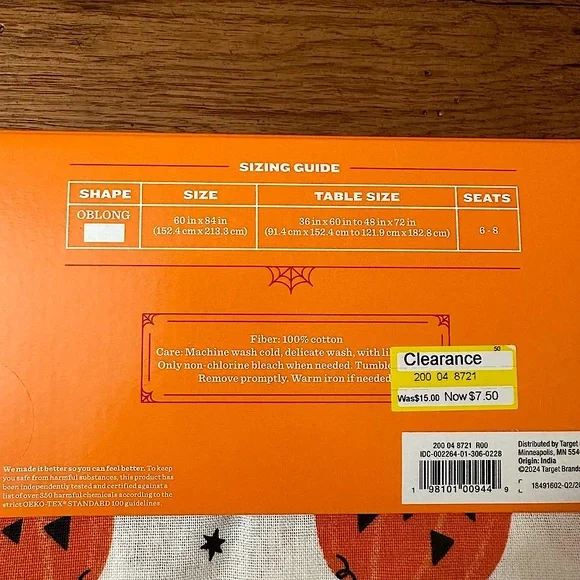 SIZING GUIDE
SHAPE SIZE TABLE SIZE SEATS
OBLONG 60 in x 84 in 36 in x 60 in to 48 in x 72 in 6 - 8
(152.4 cm x 213.3 cm) (91.4 cm x 152.4 cm to 121.9 cm x 182.8 cm)
Fiber: 100% cotton
Care: Machine wash cold, delicate wash, with
Only non-chlorine bleach when needed. Tumble
Remove promptly. Warm iron if needed
50
Clearance
200 04 8721
Was$15.00 Now$7.50
200 04 8721 R00
IDC-002264-01-306-0228
1 98101 00944 9
Distributed by Target
Minneapolis, MN
Origin: India
©2024 Target Brands
18491602-Q2/20
We made it better so you can feel better. To keep
you safe from harmful substances, this product has
been independently tested and certified against a
list of over 350 harmful chemicals according to the
strict OEKO-TEX® STANDARD 100 guidelines.